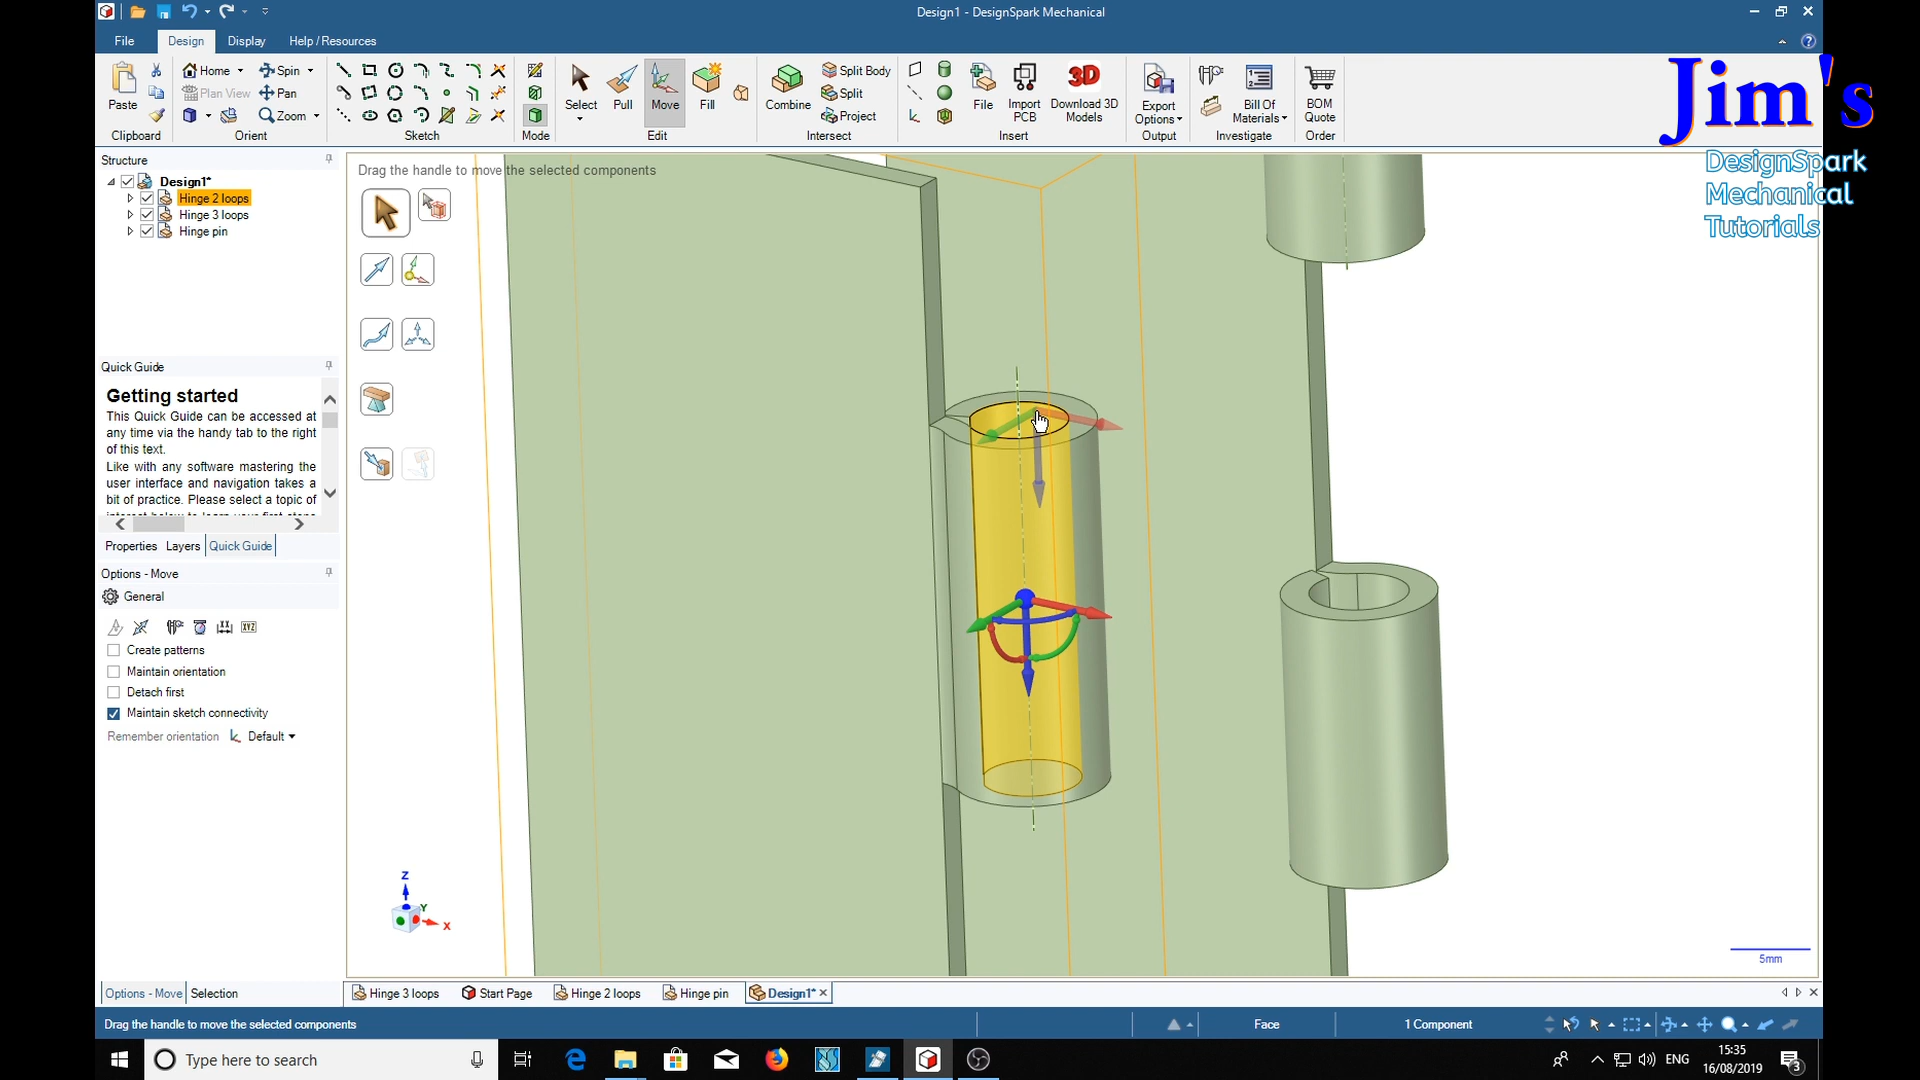 Design1 - DesignSpark Mechanical
File
Design
Display
Help / Resources
Jim's
DesignSpark
Mechanical
Tutorials
Paste
Clipboard
Home
Plan View
Spin
Pan
Zoom
Orient
Sketch
Mode
Select
Pull
Move
Fill
Edit
Combine
Split Body
Split
Project
Intersect
File
Import
PCB
3D
Download 3D
Models
Insert
Export
Options
Output
Bill Of
Materials
Investigate
BOM
Quote
Order
Structure
Design1*
Hinge 2 loops
Hinge 3 loops
Hinge pin
Quick Guide
Getting started
This Quick Guide can be accessed at
any time via the handy tab to the right
of this text.
Like with any software mastering the
user interface and navigation takes a
bit of practice. Please select a topic of
Properties
Layers
Quick Guide
Options - Move
General
XYZ
Create patterns
Maintain orientation
Detach first
Maintain sketch connectivity
Remember orientation
Default
Options - Move
Selection
Drag the handle to move the selected components
Z
Y
X
5mm
Hinge 3 loops
Start Page
Hinge 2 loops
Hinge pin
Design1*
Drag the handle to move the selected components
Face
1 Component
Type here to search
ENG
15:35
16/08/2019
3